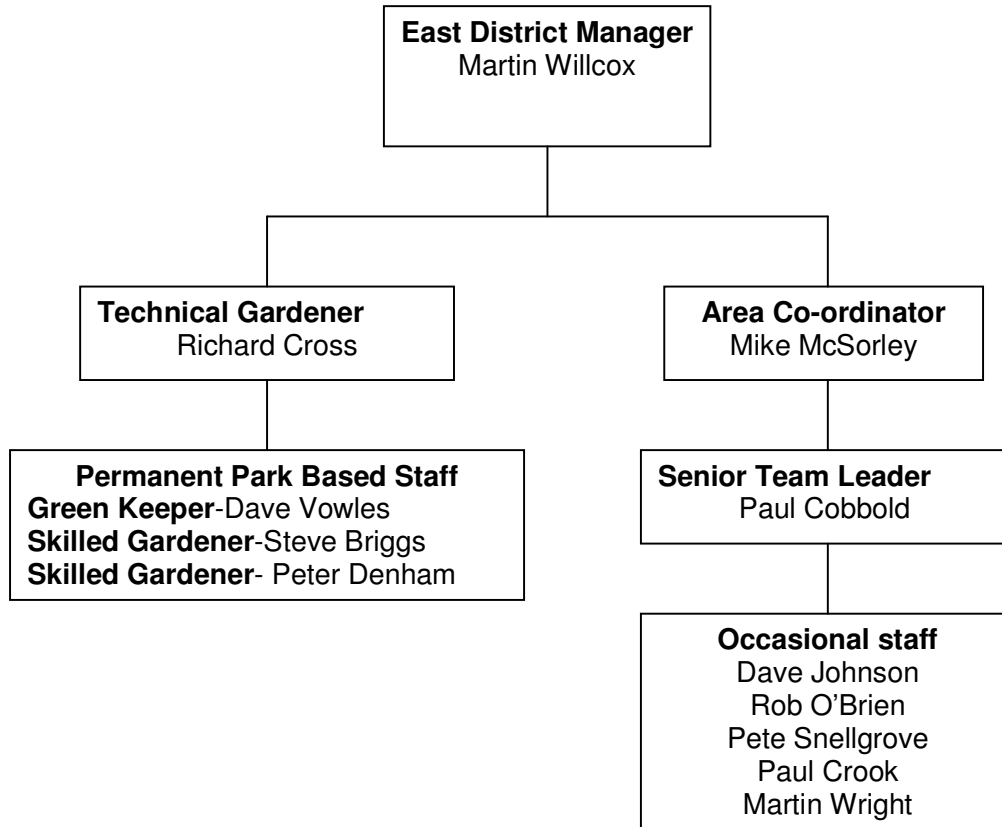 East District Manager
Martin Willcox
Technical Gardener
Richard Cross
Area Co-ordinator
Mike McSorley
Permanent Park Based Staff
Green Keeper-Dave Vowles
Skilled Gardener-Steve Briggs
Skilled Gardener- Peter Denham
Senior Team Leader
Paul Cobbold
Occasional staff
Dave Johnson
Rob O’Brien
Pete Snellgrove
Paul Crook
Martin Wright